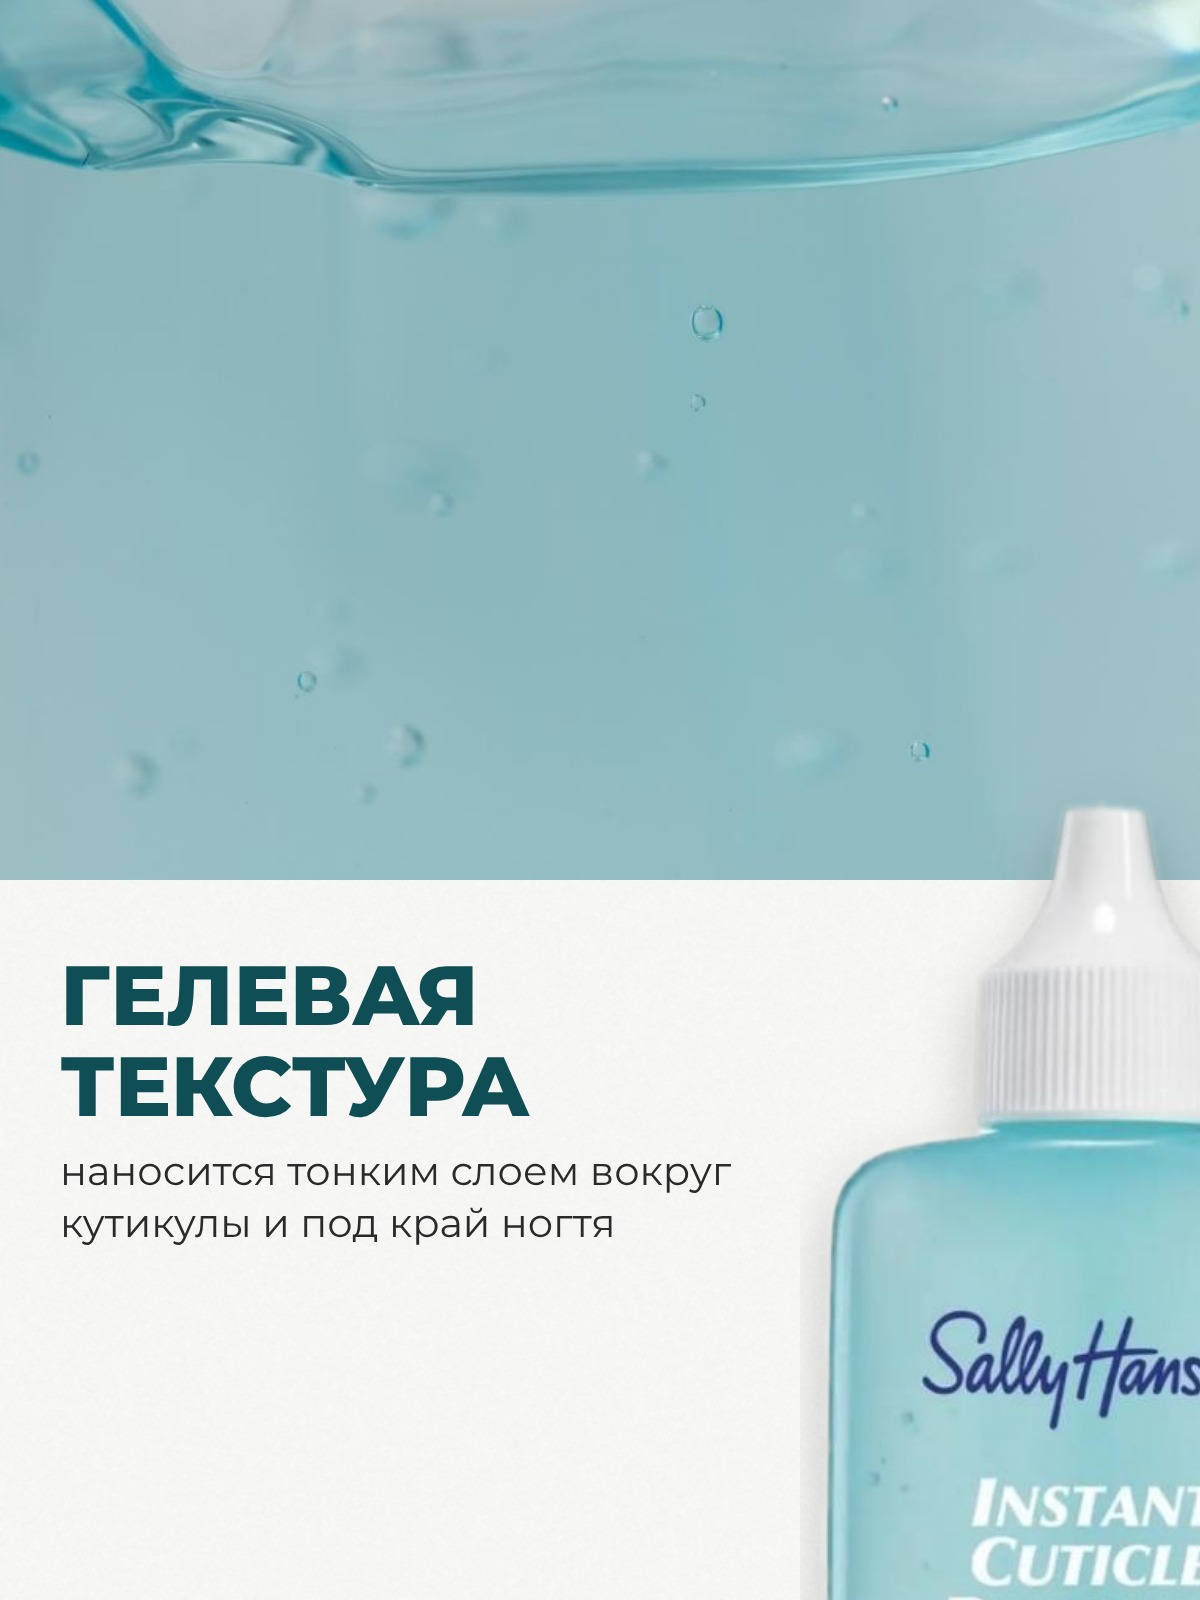 ГЕЛЕВАЯ
ТЕКСТУРА
наносится тонким слоем вокруг
кутикулы и под край ногтя
Sally Hans
INSTANT
CUTICLE